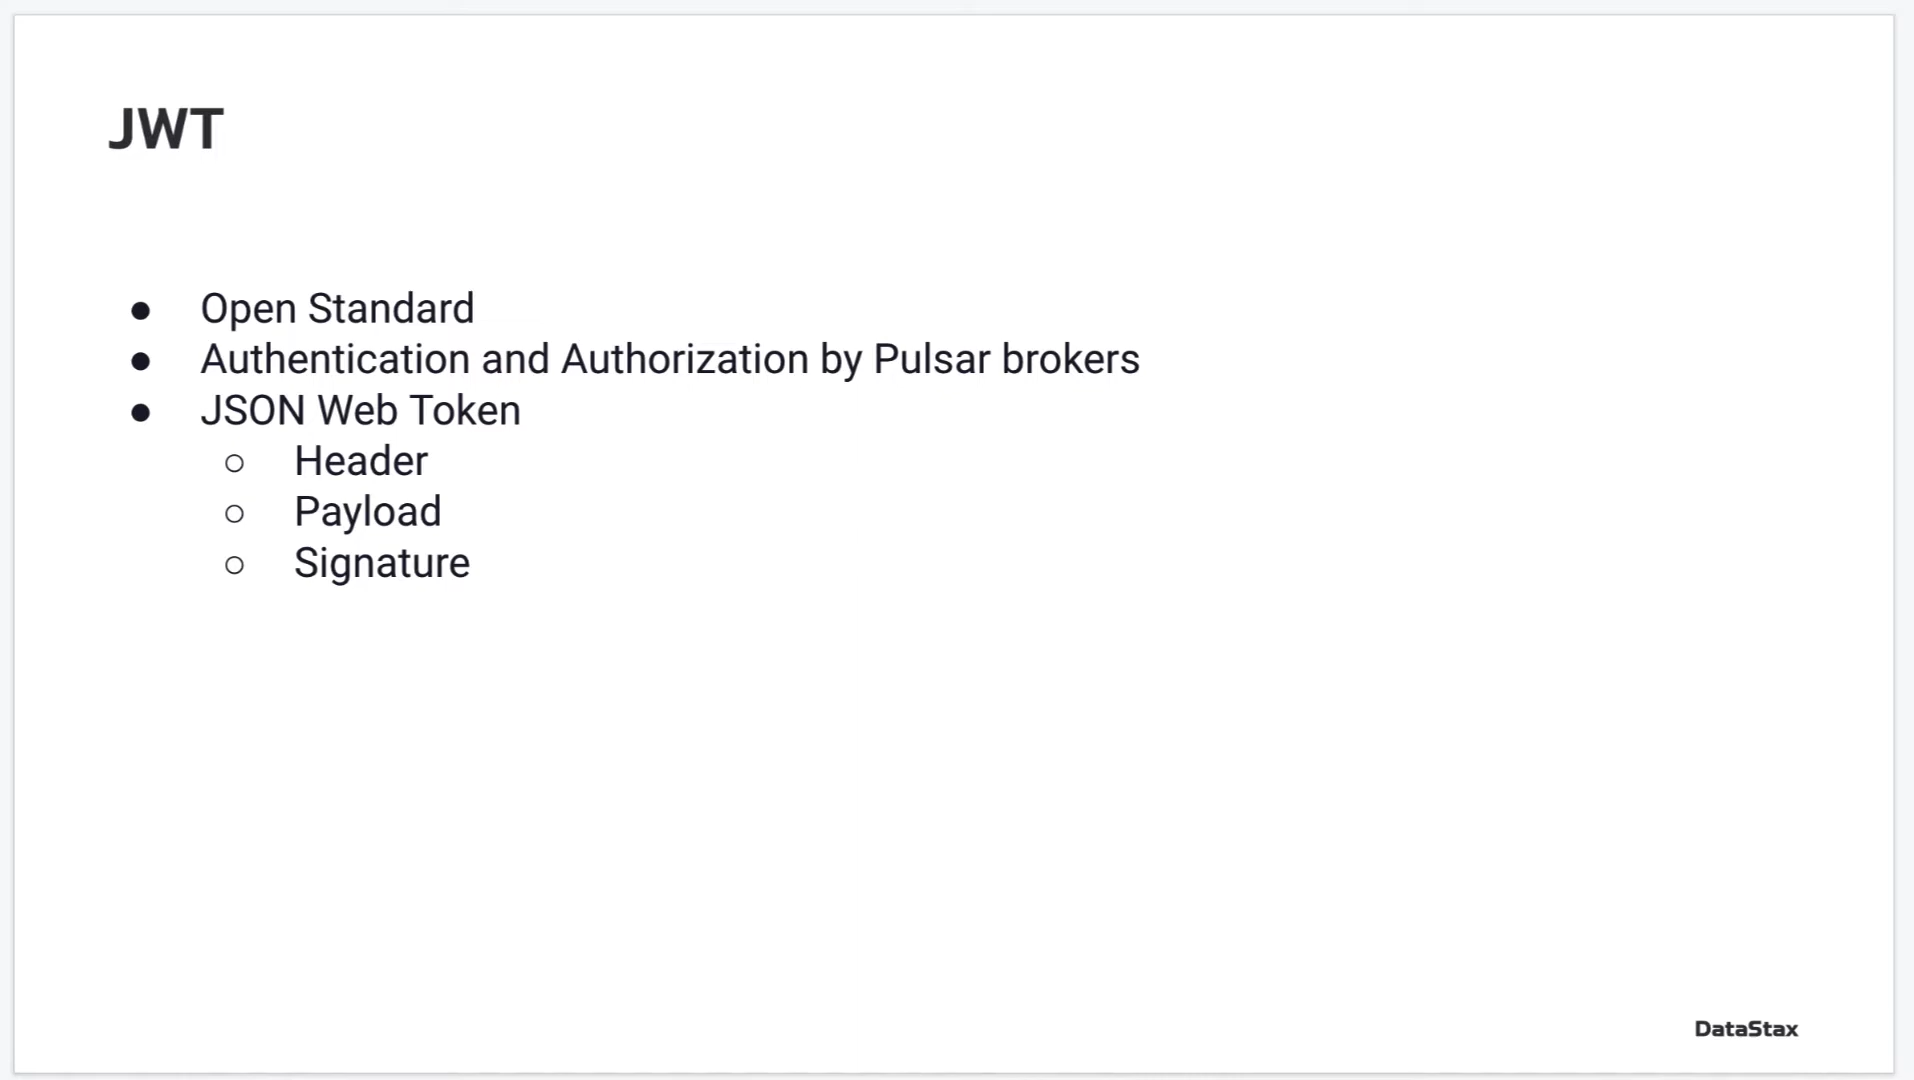 JWT
● Open Standard
● Authentication and Authorization by Pulsar brokers
● JSON Web Token
○ Header
○ Payload
○ Signature
DataStax